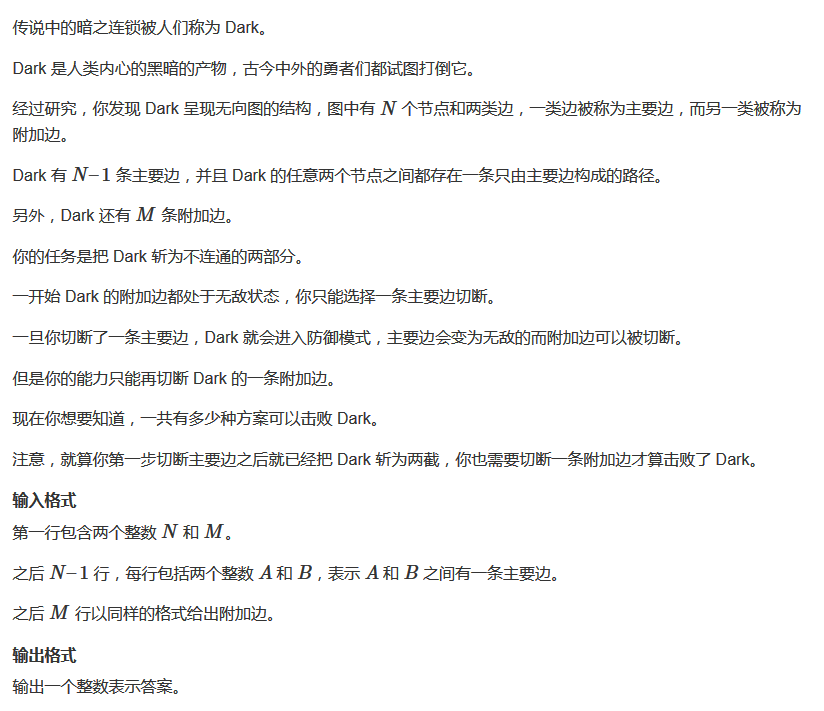 传说中的暗之连锁被人们称为 Dark。
Dark 是人类内心的黑暗的产物，古今中外的勇者们都试图打倒它。
经过研究，你发现 Dark 呈现无向图的结构，图中有 N 个节点和两类边，一类边被称为主要边，而另一类被称为
附加边。
Dark 有 N–1 条主要边，并且 Dark 的任意两个节点之间都存在一条只由主要边构成的路径。
另外，Dark 还有 M 条附加边。
你的任务是把 Dark 斩为不连通的两部分。
一开始 Dark 的附加边都处于无敌状态，你只能选择一条主要边切断。
一旦你切断了一条主要边，Dark 就会进入防御模式，主要边会变为无敌的而附加边可以被切断。
但是你的能力只能再切断 Dark 的一条附加边。
现在你想要知道，一共有多少种方案可以击败 Dark。
注意，就算你第一步切断主要边之后就已经把 Dark 斩为两截，你也需要切断一条附加边才算击败了 Dark。
输入格式
第一行包含两个整数 N 和 M。
之后 N–1 行，每行包括两个整数 A 和 B，表示 A 和 B 之间有一条主要边。
之后 M 行以同样的格式给出附加边。
输出格式
输出一个整数表示答案。